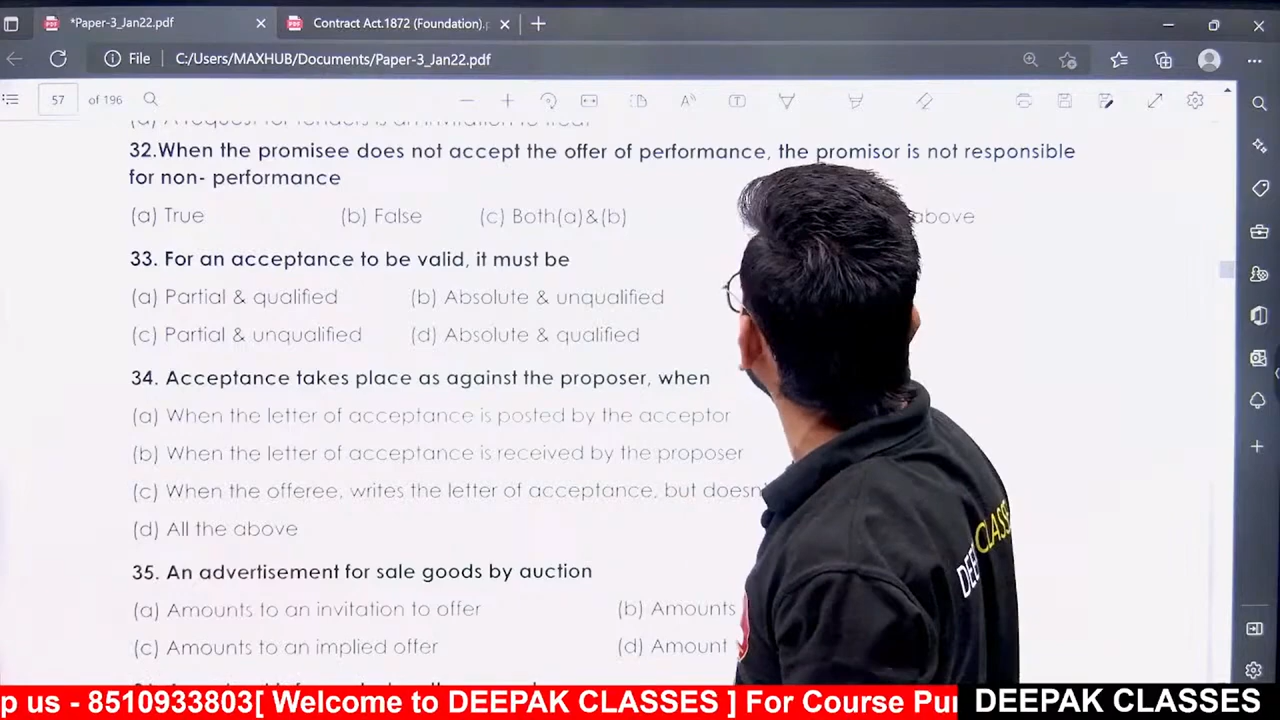 *Paper-3_Jan22.pdf
Contract Act.1872 (Foundation).
File C:/Users/MAXHUB/Documents/Paper-3_Jan22.pdf
57 of 196
32.When the promisee does not accept the offer of performance, the promisor is not responsible
for non- performance
(a) True (b) False (c) Both(a)&(b) above
33. For an acceptance to be valid, it must be
(a) Partial & qualified (b) Absolute & unqualified
(c) Partial & unqualified (d) Absolute & qualified
34. Acceptance takes place as against the proposer, when
(a) When the letter of acceptance is posted by the acceptor
(b) When the letter of acceptance is received by the proposer
(c) When the offeree, writes the letter of acceptance, but doesn'
(d) All the above
35. An advertisement for sale goods by auction
(a) Amounts to an invitation to offer (b) Amounts
(c) Amounts to an implied offer (d) Amount
CLASS
p us - 8510933803[ Welcome to DEEPAK CLASSES ] For Course Pu
DEEPAK CLASSES